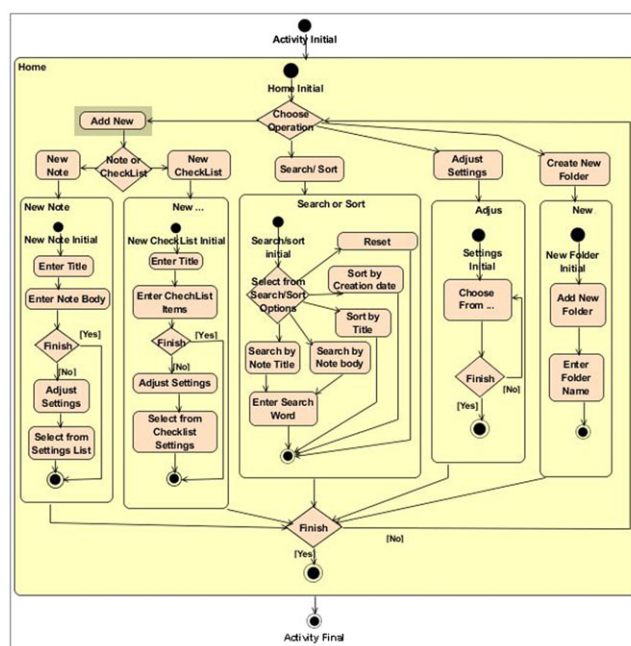 Activity Initial
Home
Home Initial
Add New
Choose
Operation
New
Note
Note or
CheckList
New
CheckList
Search/ Sort
Adjust
Settings
Create New
Folder
New Note
New Note Initial
Enter Title
Enter Note Body
[Yes]
Finish
[No]
Adjust
Settings
Select from
Settings List
New ...
New CheckList Initial
Enter Title
Enter ChechList
Items
[Yes]
Finish
[No]
Adjust Settings
Select from
Checklist
Settings
Search or Sort
Search/sort
initial
Reset
Select from
Search/Sort
Options
Sort by
Creation date
Sort by
Title
Search by
Note Title
Search by
Note body
Enter Search
Word
Adjus
Settings
Initial
Choose
From ...
Finish
[No]
[Yes]
New
New Folder
Initial
Add New
Folder
Enter
Folder
Name
Finish
[No]
[Yes]
Activity Final